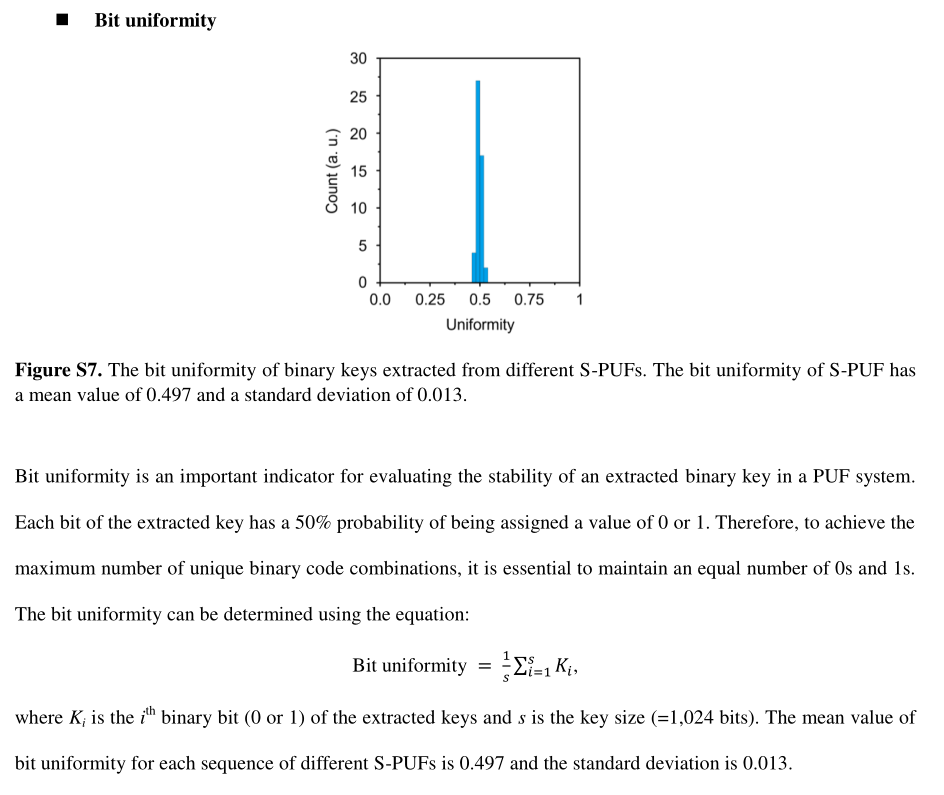 ■ Bit uniformity
30
25
20
15
10
5
0
Count (a. u.)
0.0 0.25 0.5 0.75 1
Uniformity
Figure S7. The bit uniformity of binary keys extracted from different S-PUFs. The bit uniformity of S-PUF has
a mean value of 0.497 and a standard deviation of 0.013.
Bit uniformity is an important indicator for evaluating the stability of an extracted binary key in a PUF system.
Each bit of the extracted key has a 50% probability of being assigned a value of 0 or 1. Therefore, to achieve the
maximum number of unique binary code combinations, it is essential to maintain an equal number of 0s and 1s.
The bit uniformity can be determined using the equation:
Bit uniformity = \frac{1}{s} \sum_{i=1}^{s} K_i,
where K_i is the i^th binary bit (0 or 1) of the extracted keys and s is the key size (=1,024 bits). The mean value of
bit uniformity for each sequence of different S-PUFs is 0.497 and the standard deviation is 0.013.